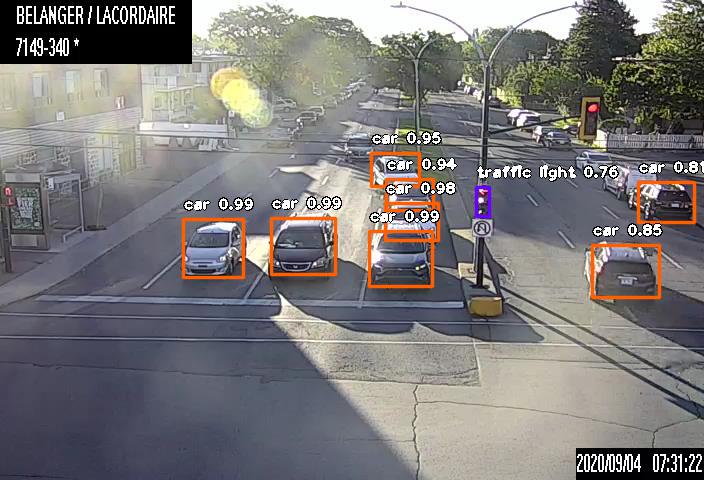 BELANGER / LACORDAIRE
7149-340 *
car 0.95
car 0.94
traffic light 0.76
car 0.81
car 0.98
car 0.99
car 0.99
car 0.99
car 0.85
2020/09/04 07:31:22